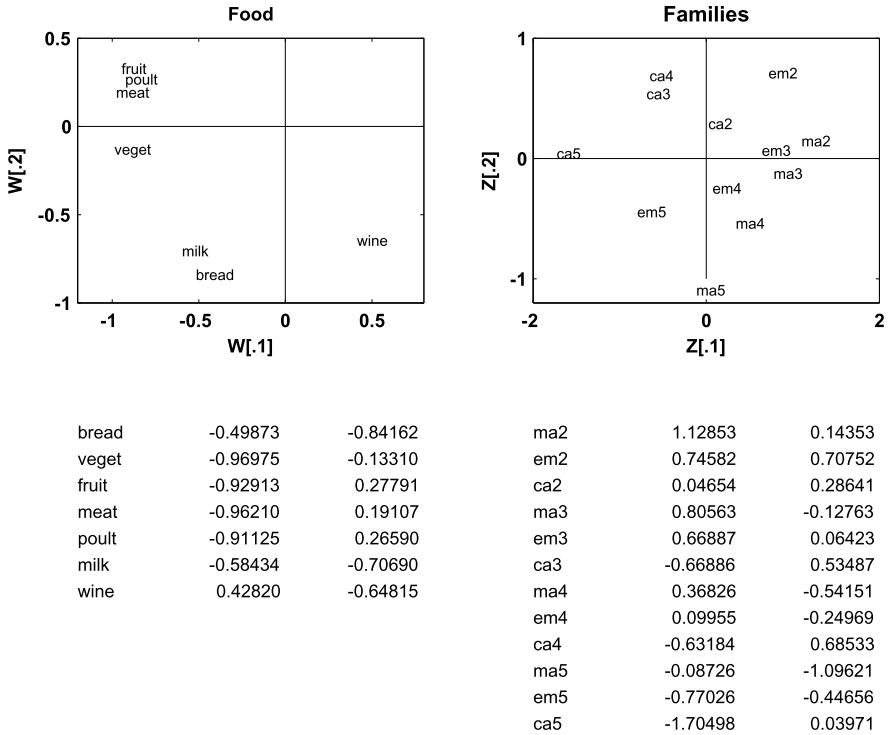 Food
0.5
0
-0.5
-1
W[.2]
fruit
poult
meat
veget
milk
bread
wine
-1 -0.5 0 0.5
W[.1]
Families
1
0
-1
Z[.2]
ca4
em2
ca3
ca2
ma2
em3
ca5
ma3
em4
em5
ma4
ma5
-2 0 2
Z[.1]
bread -0.49873 -0.84162
veget -0.96975 -0.13310
fruit -0.92913 0.27791
meat -0.96210 0.19107
poult -0.91125 0.26590
milk -0.58434 -0.70690
wine 0.42820 -0.64815
ma2 1.12853 0.14353
em2 0.74582 0.70752
ca2 0.04654 0.28641
ma3 0.80563 -0.12763
em3 0.66887 0.06423
ca3 -0.66886 0.53487
ma4 0.36826 -0.54151
em4 0.09955 -0.24969
ca4 -0.63184 0.68533
ma5 -0.08726 -1.09621
em5 -0.77026 -0.44656
ca5 -1.70498 0.03971